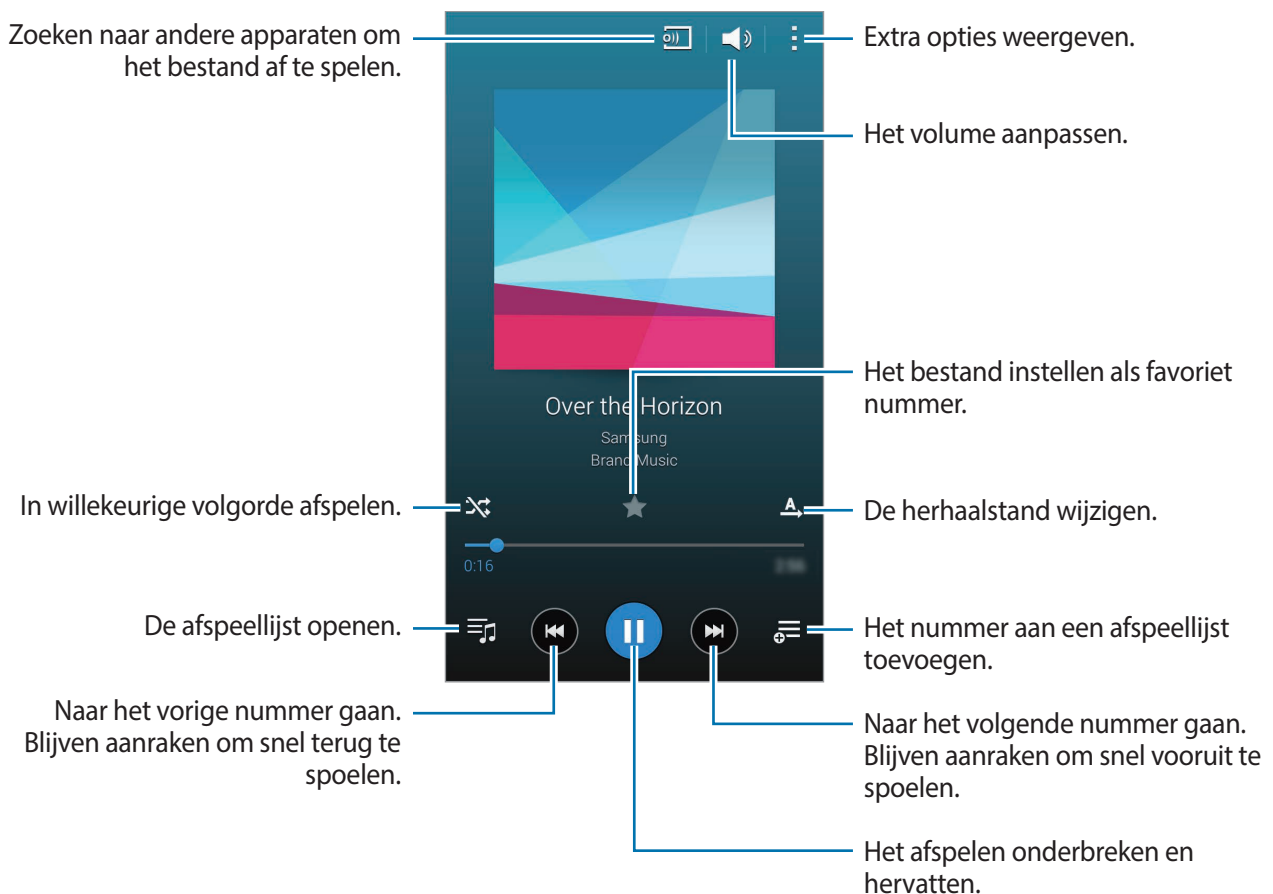 Zoeken naar andere apparaten om
het bestand af te spelen.
Extra opties weergeven.
Het volume aanpassen.
Het bestand instellen als favoriet
nummer.
Over the Horizon
Samsung
Brand Music
In willekeurige volgorde afspelen.
A
De herhaalstand wijzigen.
0:16
De afspeellijst openen.
Het nummer aan een afspeellijst
toevoegen.
Naar het vorige nummer gaan.
Blijven aanraken om snel terug te
spoelen.
Naar het volgende nummer gaan.
Blijven aanraken om snel vooruit te
spoelen.
Het afspelen onderbreken en
hervatten.